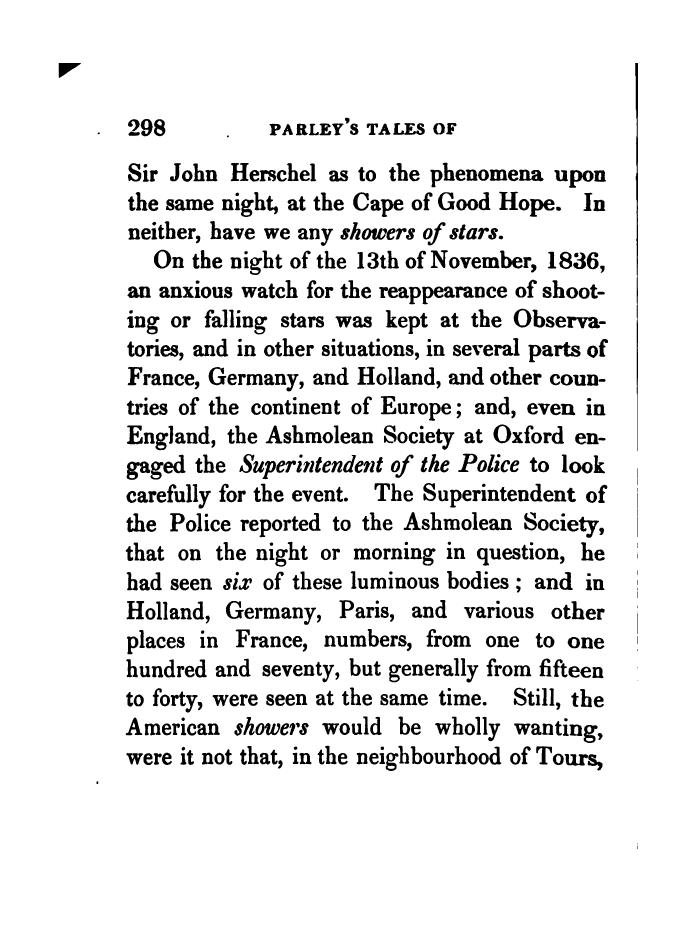 298 PARLEY'S TALES OF
Sir John Herschel as to the phenomena upon
the same night, at the Cape of Good Hope. In
neither, have we any showers of stars.
On the night of the 13th of November, 1836,
an anxious watch for the reappearance of shoot-
ing or falling stars was kept at the Observa-
tories, and in other situations, in several parts of
France, Germany, and Holland, and other coun-
tries of the continent of Europe; and, even in
England, the Ashmolean Society at Oxford en-
gaged the Superintendent of the Police to look
carefully for the event. The Superintendent of
the Police reported to the Ashmolean Society,
that on the night or morning in question, he
had seen six of these luminous bodies; and in
Holland, Germany, Paris, and various other
places in France, numbers, from one to one
hundred and seventy, but generally from fifteen
to forty, were seen at the same time. Still, the
American showers would be wholly wanting,
were it not that, in the neighbourhood of Tours,